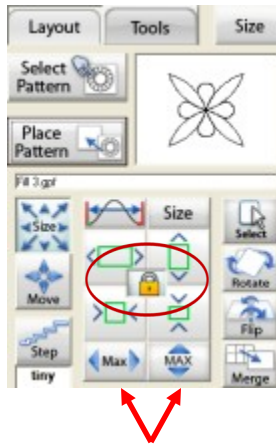 Layout Tools Size
Select
Pattern
Place
Pattern
Fill 3.gpf
Size Size Select
Move Rotate
Step Flip
tiny Max MAX Merge